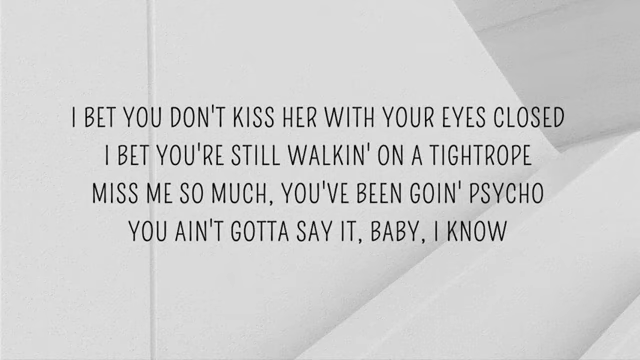 I BET YOU DON'T KISS HER WITH YOUR EYES CLOSED
I BET YOU'RE STILL WALKIN' ON A TIGHTROPE
MISS ME SO MUCH, YOU'VE BEEN GOIN' PSYCHO
YOU AIN'T GOTTA SAY IT, BABY, I KNOW